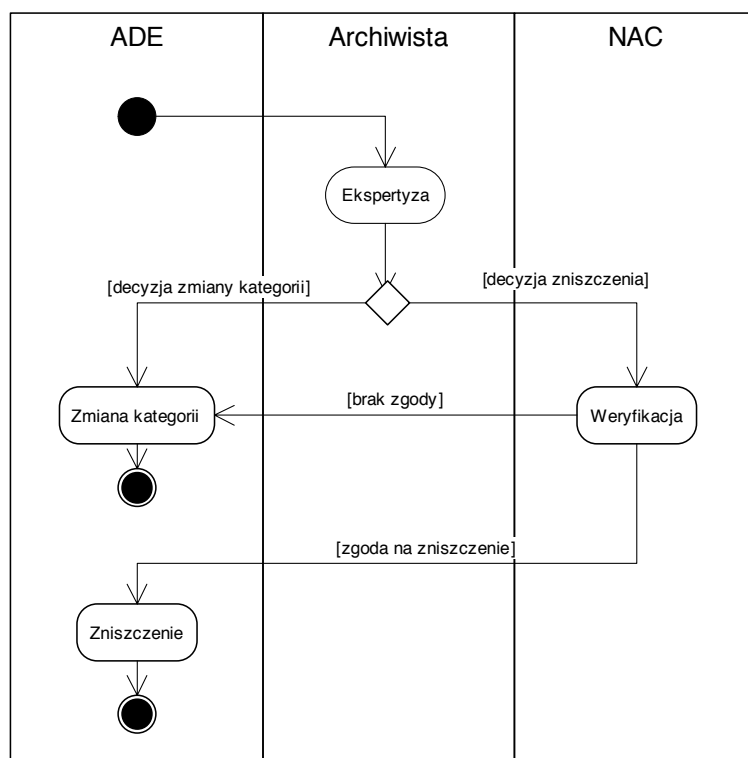 ADE
Archiwista
NAC
Ekspertyza
[decyzja zmiany kategorii]
[decyzja zniszczenia]
Zmiana kategorii
[brak zgody]
Weryfikacja
[zgoda na zniszczenie]
Zniszczenie